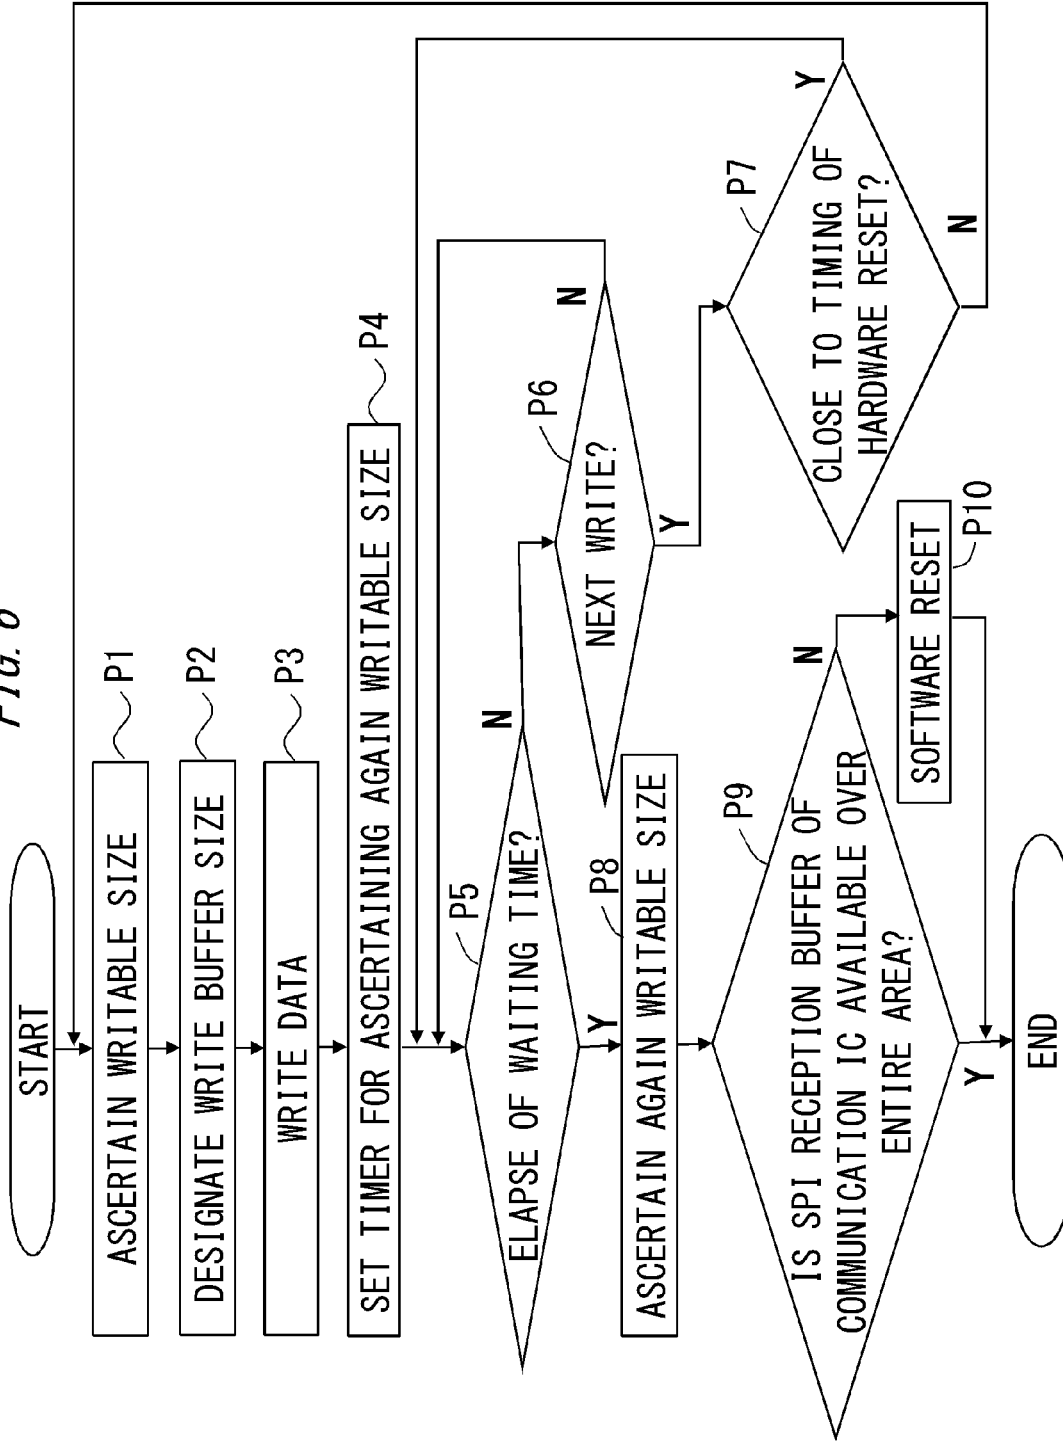 FIG. 6
START
ASCERTAIN WRITABLE SIZE
P1
DESIGNATE WRITE BUFFER SIZE
P2
WRITE DATA
P3
SET TIMER FOR ASCERTAINING AGAIN WRITABLE SIZE
P4
ELAPSE OF WAITING TIME?
P5
N
Y
NEXT WRITE?
P6
N
Y
CLOSE TO TIMING OF
HARDWARE RESET?
P7
Y
N
ASCERTAIN AGAIN WRITABLE SIZE
P8
IS SPI RECEPTION BUFFER OF
COMMUNICATION IC AVAILABLE OVER
ENTIRE AREA?
P9
N
Y
SOFTWARE RESET
P10
END